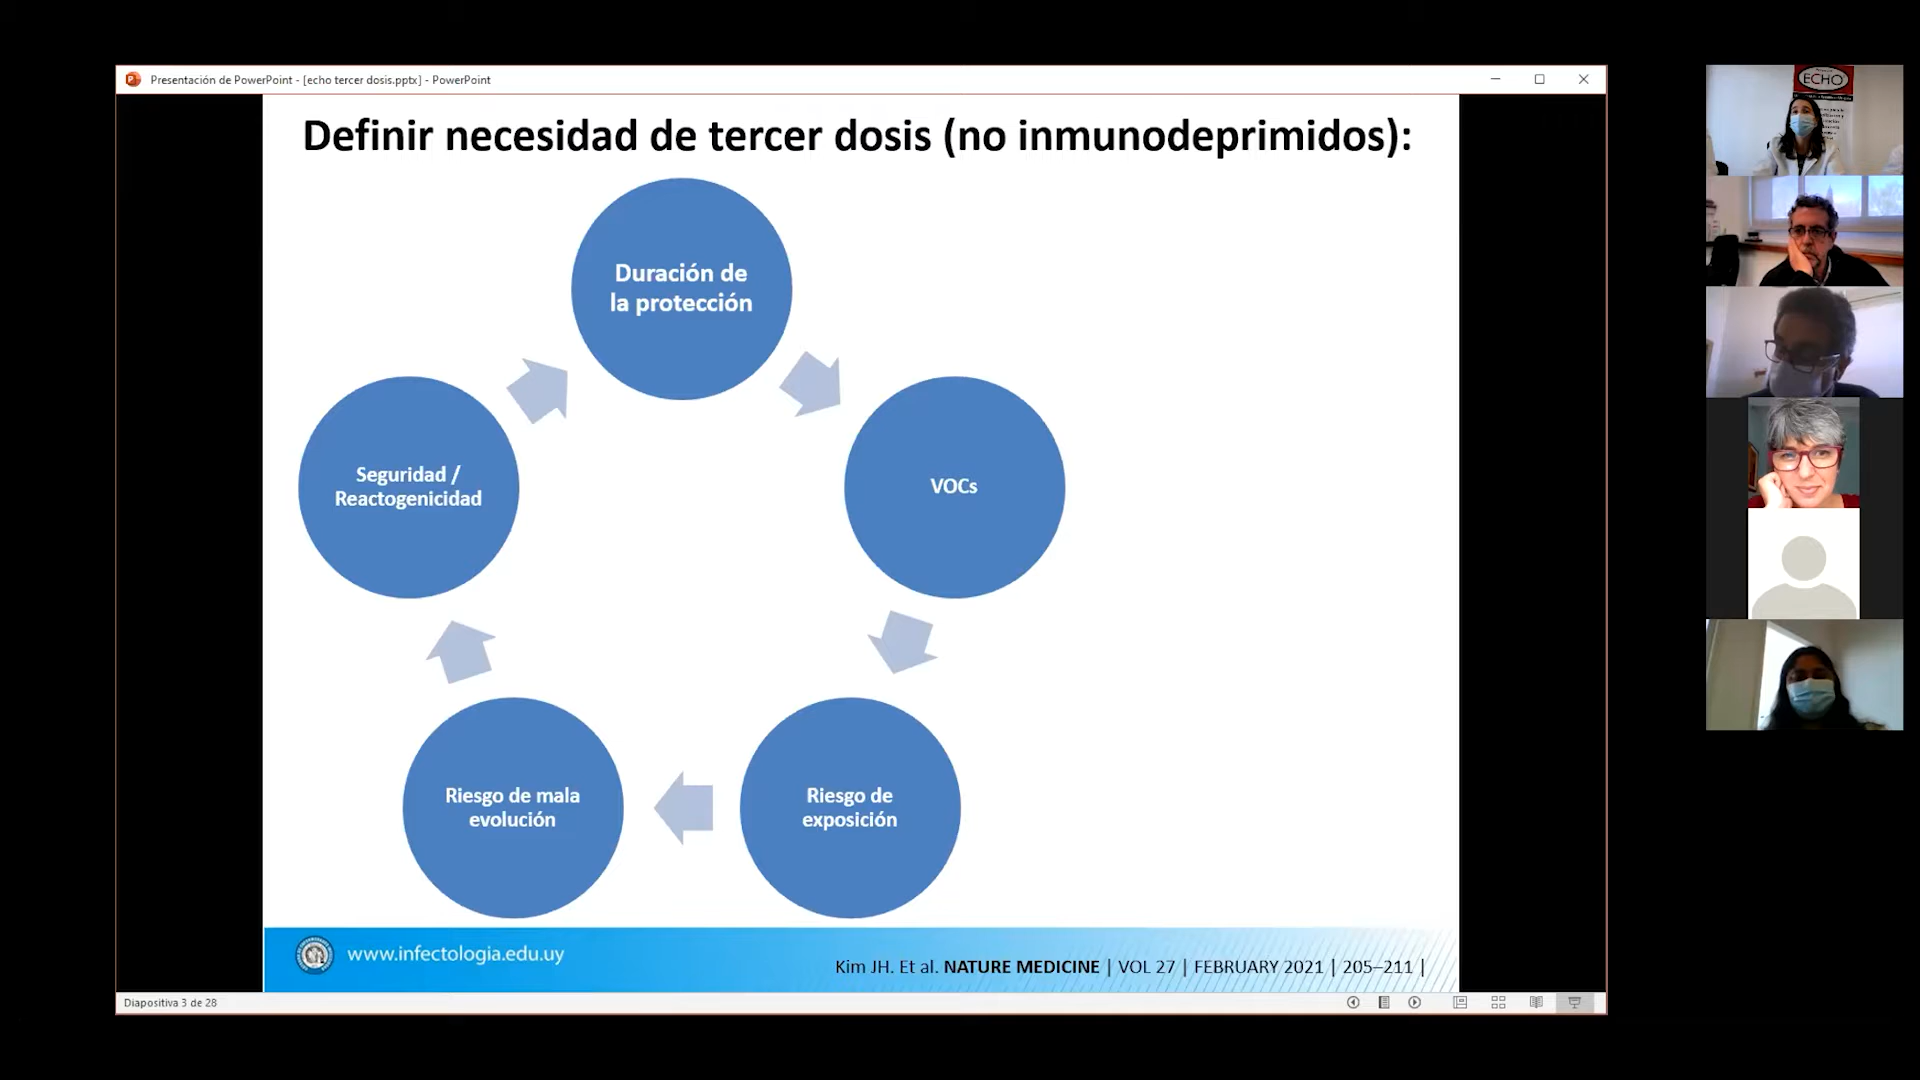 Presentación de PowerPoint - [echo tercer dosis.pptx] - PowerPoint
Definir necesidad de tercer dosis (no inmunodeprimidos):
Duración de
la protección
VOCs
Riesgo de
exposición
Riesgo de mala
evolución
Seguridad /
Reactogenicidad
www.infectologia.edu.uy
Kim JH. Et al. NATURE MEDICINE | VOL 27 | FEBRUARY 2021 | 205–211 |
Diapositiva 3 de 28
ECHO